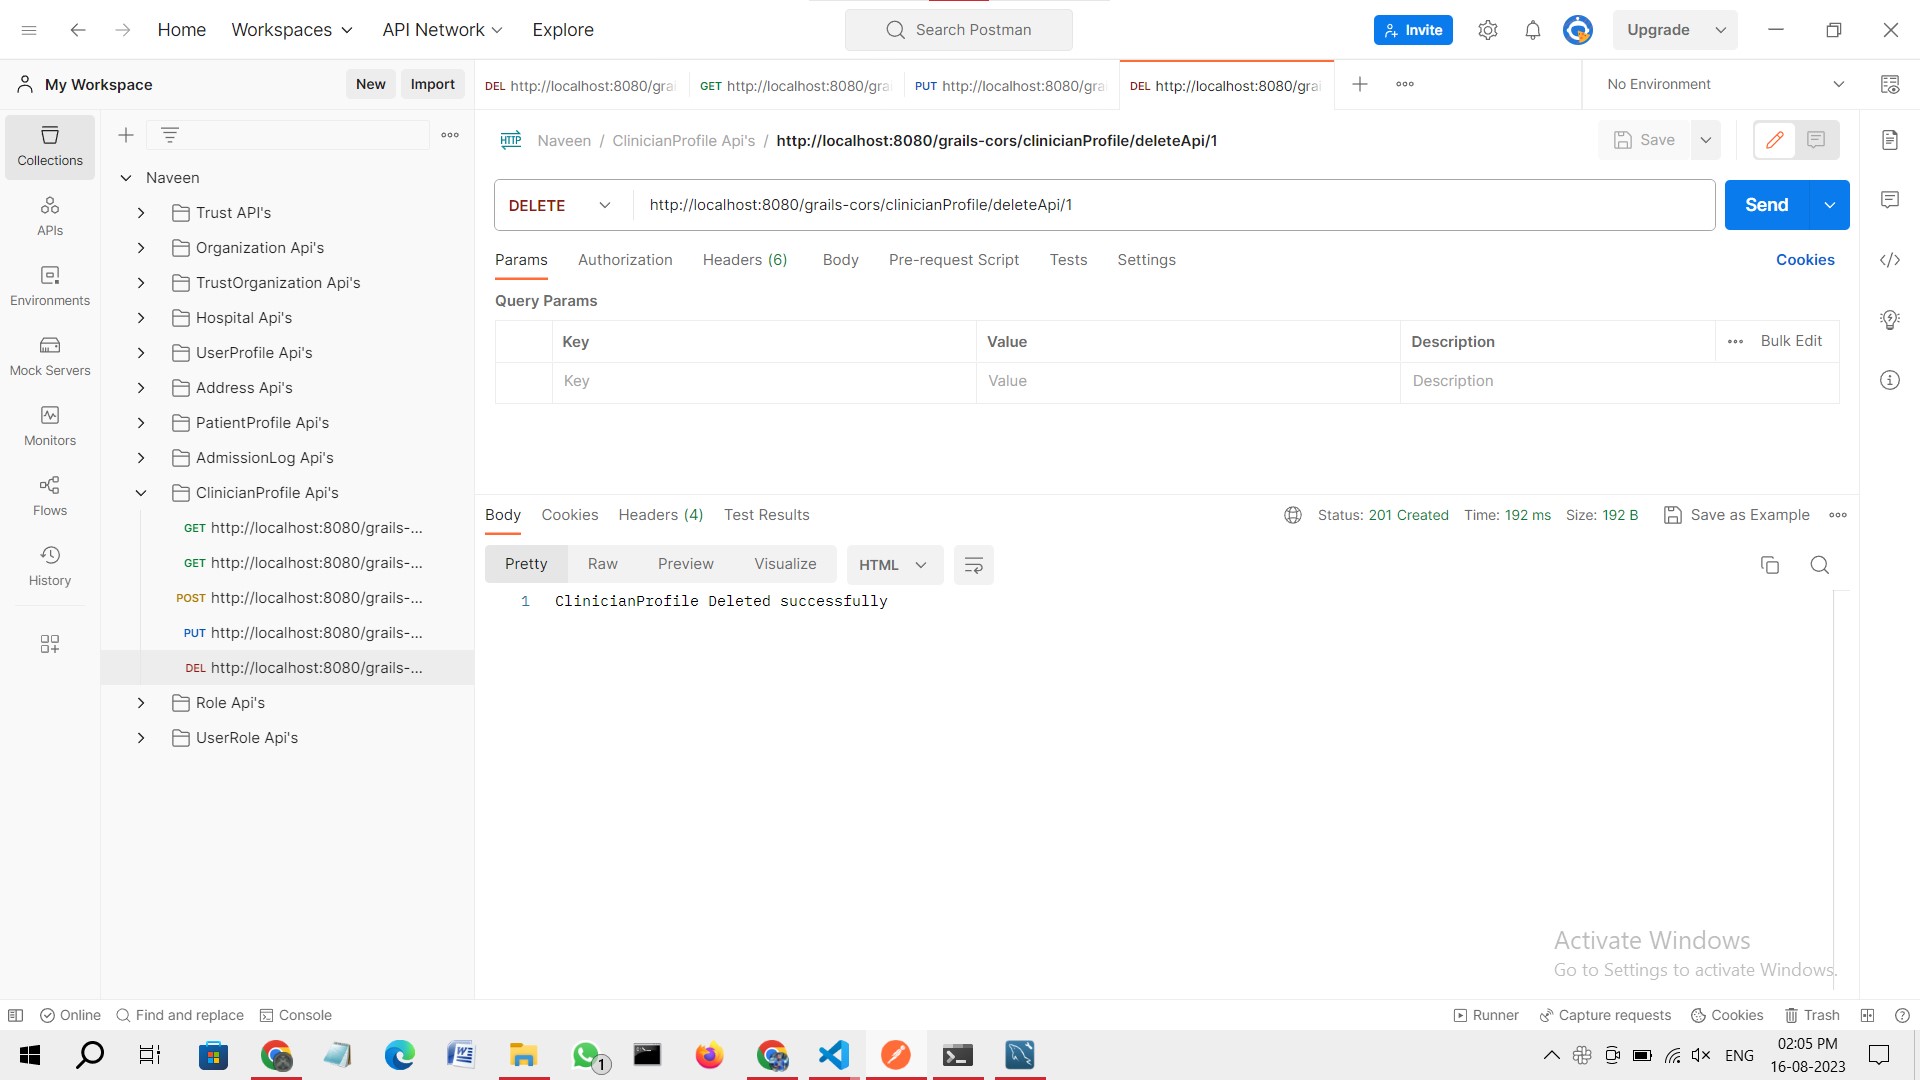 Home Workspaces API Network Explore Search Postman Invite Upgrade
My Workspace New Import DEL http://localhost:8080/grai GET http://localhost:8080/gra PUT http://localhost:8080/gra DEL http://localhost:8080/grai No Environment
HTTP Naveen / ClinicianProfile Api's / http://localhost:8080/grails-cors/clinicianProfile/deleteApi/1 Save
DELETE http://localhost:8080/grails-cors/clinicianProfile/deleteApi/1 Send
Params Authorization Headers (6) Body Pre-request Script Tests Settings Cookies
Query Params
Key Value Description Bulk Edit
Key Value Description
Collections
APIs
Environments
Mock Servers
Monitors
Flows
History
Naveen
Trust API's
Organization Api's
TrustOrganization Api's
Hospital Api's
UserProfile Api's
Address Api's
PatientProfile Api's
AdmissionLog Api's
ClinicianProfile Api's
GET http://localhost:8080/grails-...
GET http://localhost:8080/grails-...
POST http://localhost:8080/grails-...
PUT http://localhost:8080/grails-...
DEL http://localhost:8080/grails-...
Role Api's
UserRole Api's
Body Cookies Headers (4) Test Results Status: 201 Created Time: 192 ms Size: 192 B Save as Example
Pretty Raw Preview Visualize HTML
1 ClinicianProfile Deleted successfully
Activate Windows
Go to Settings to activate Windows.
Online Find and replace Console Runner Capture requests Cookies Trash
1 ENG 02:05 PM
16-08-2023